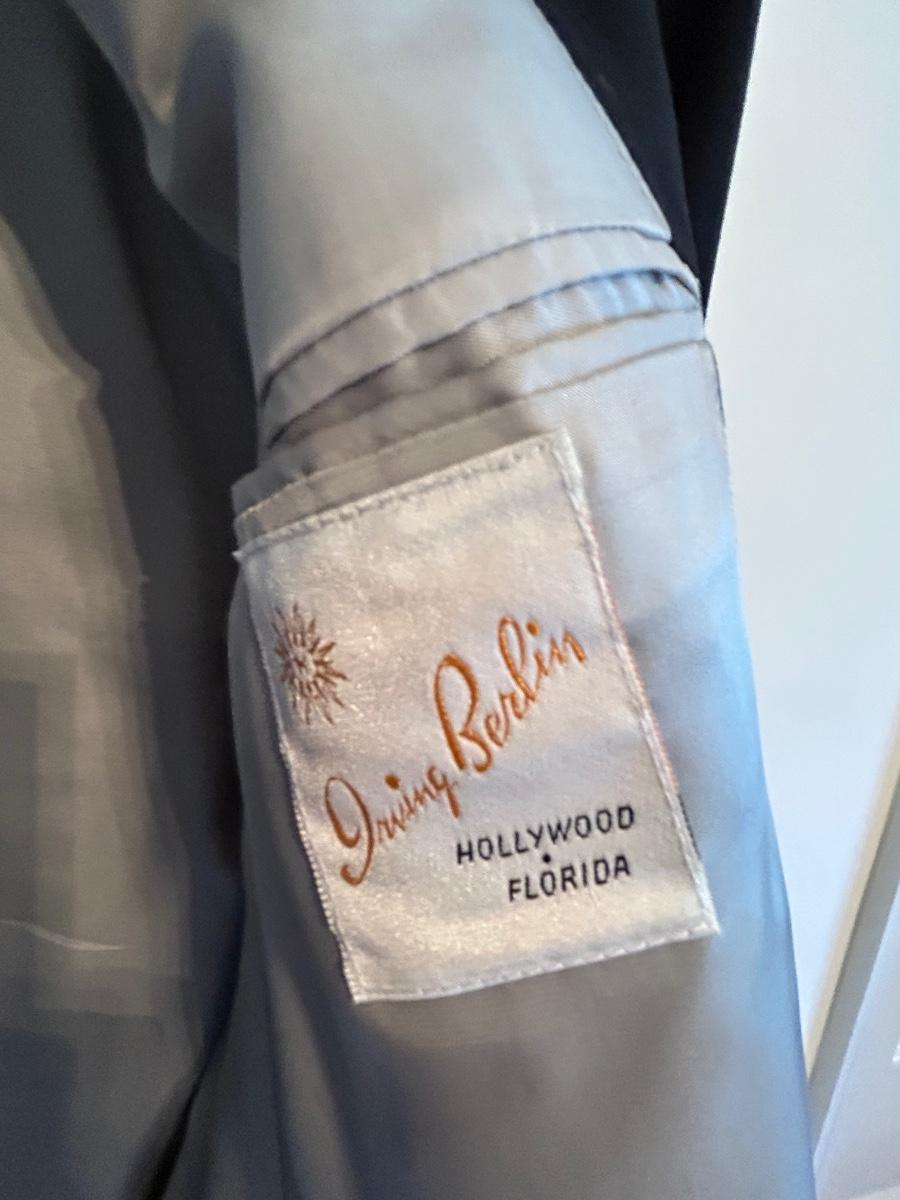 Irving Berlin
HOLLYWOOD
•
FLORIDA